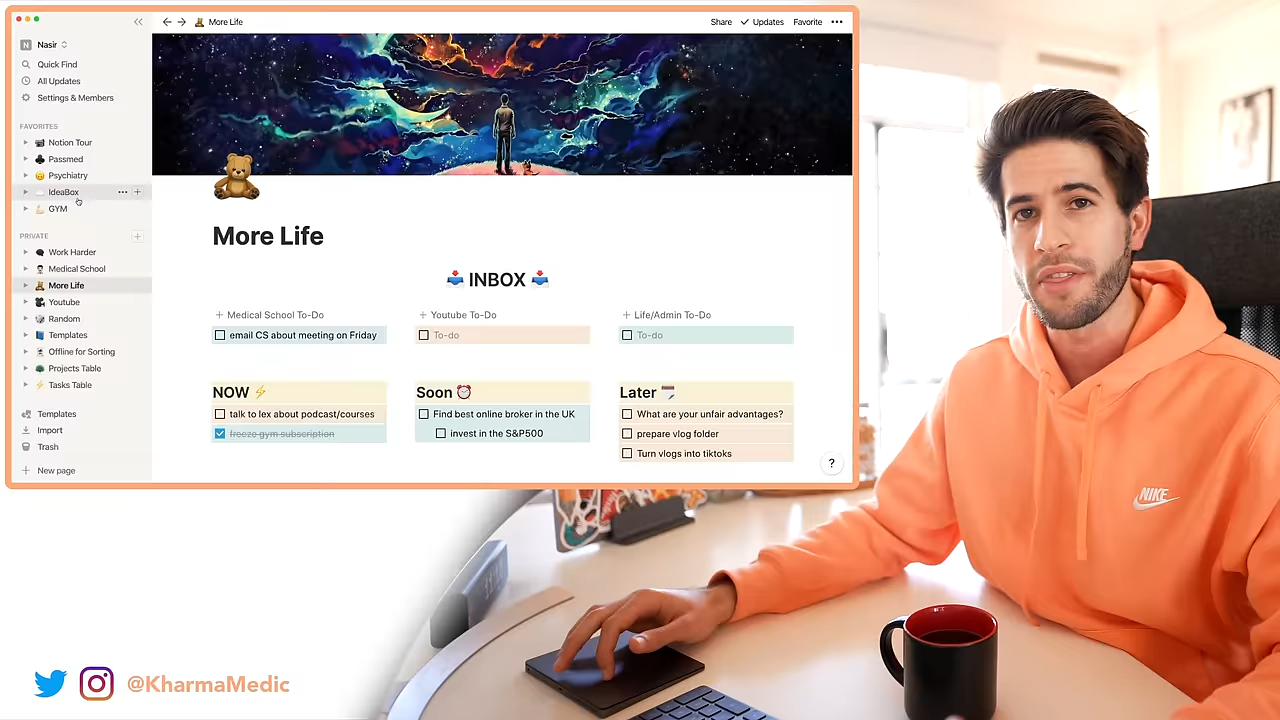 More Life
Share
Updates
Favorite
N Nasir
Quick Find
All Updates
Settings & Members
FAVORITES
Notion Tour
Passmed
Psychiatry
IdeaBox
GYM
PRIVATE
Work Harder
Medical School
More Life
Youtube
Random
Templates
Offline for Sorting
Projects Table
Tasks Table
Templates
Import
Trash
New page
More Life
INBOX
Medical School To-Do
email CS about meeting on Friday
Youtube To-Do
To-do
Life/Admin To-Do
To-do
NOW
talk to lex about podcast/courses
freeze gym subscription
Soon
Find best online broker in the UK
invest in the S&P500
Later
What are your unfair advantages?
prepare vlog folder
Turn vlogs into tiktoks
?
NIKE
@KharmaMedic